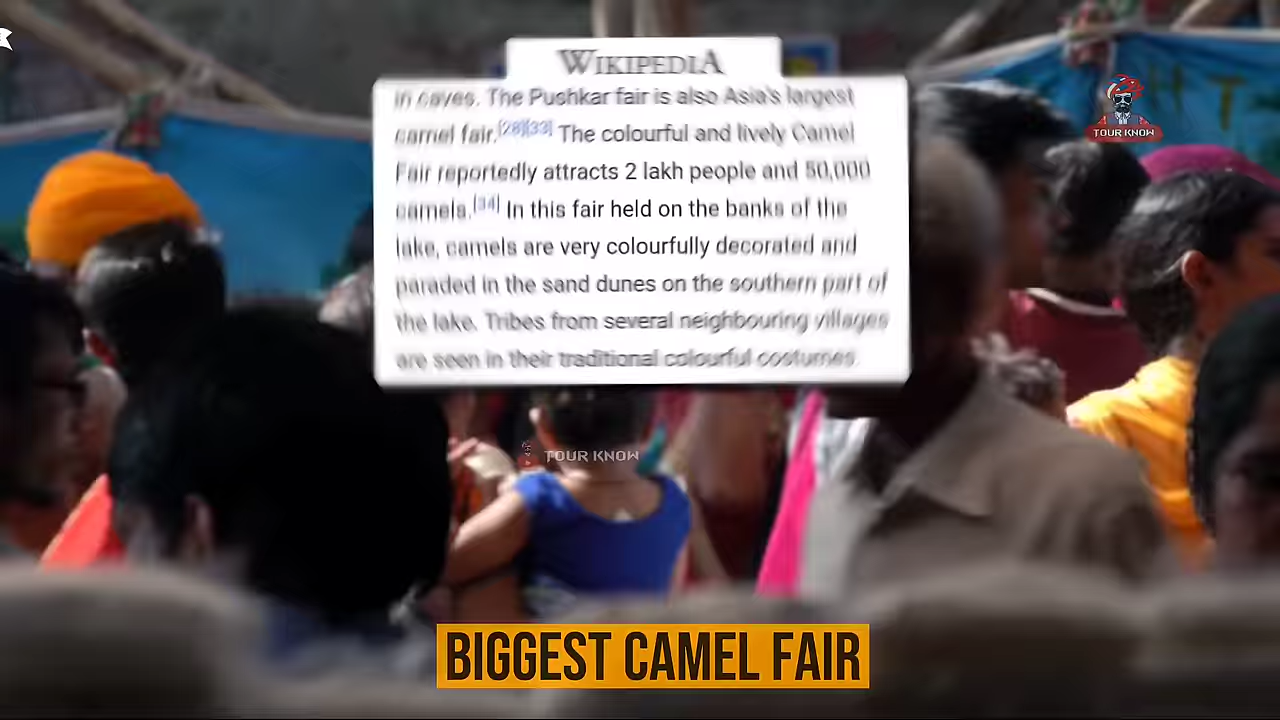 WIKIPEDIA
in caves. The Pushkar fair is also Asia's largest
camel fair.[28][33] The colourful and lively Camel
Fair reportedly attracts 2 lakh people and 50,000
camels.[34] In this fair held on the banks of the
lake, camels are very colourfully decorated and
paraded in the sand dunes on the southern part of
the lake. Tribes from several neighbouring villages
are seen in their traditional colourful costumes.
TOUR KNOW
TOUR KNOW
BIGGEST CAMEL FAIR